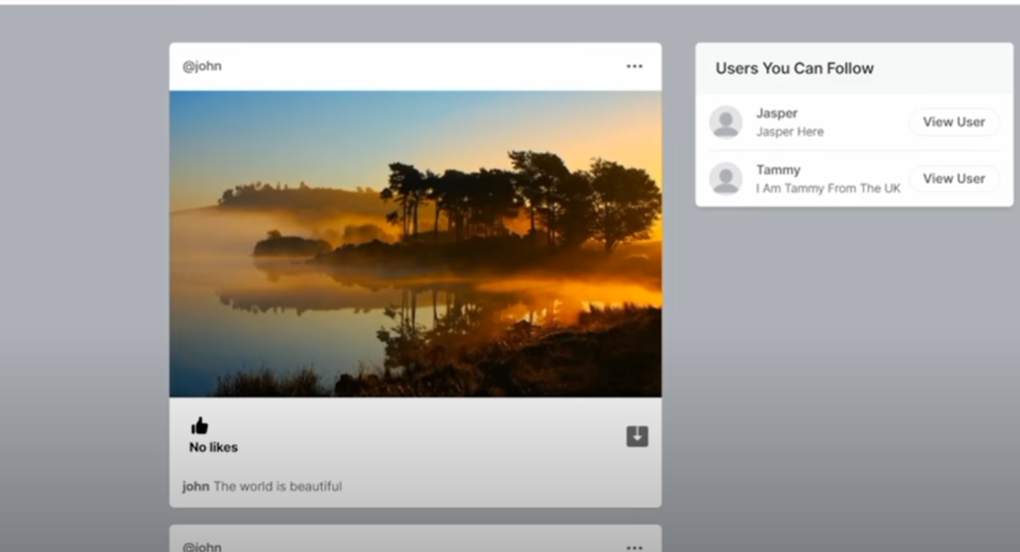 @john
No likes
john The world is beautiful
@john
Users You Can Follow
Jasper
Jasper Here
View User
Tammy
I Am Tammy From The UK
View User